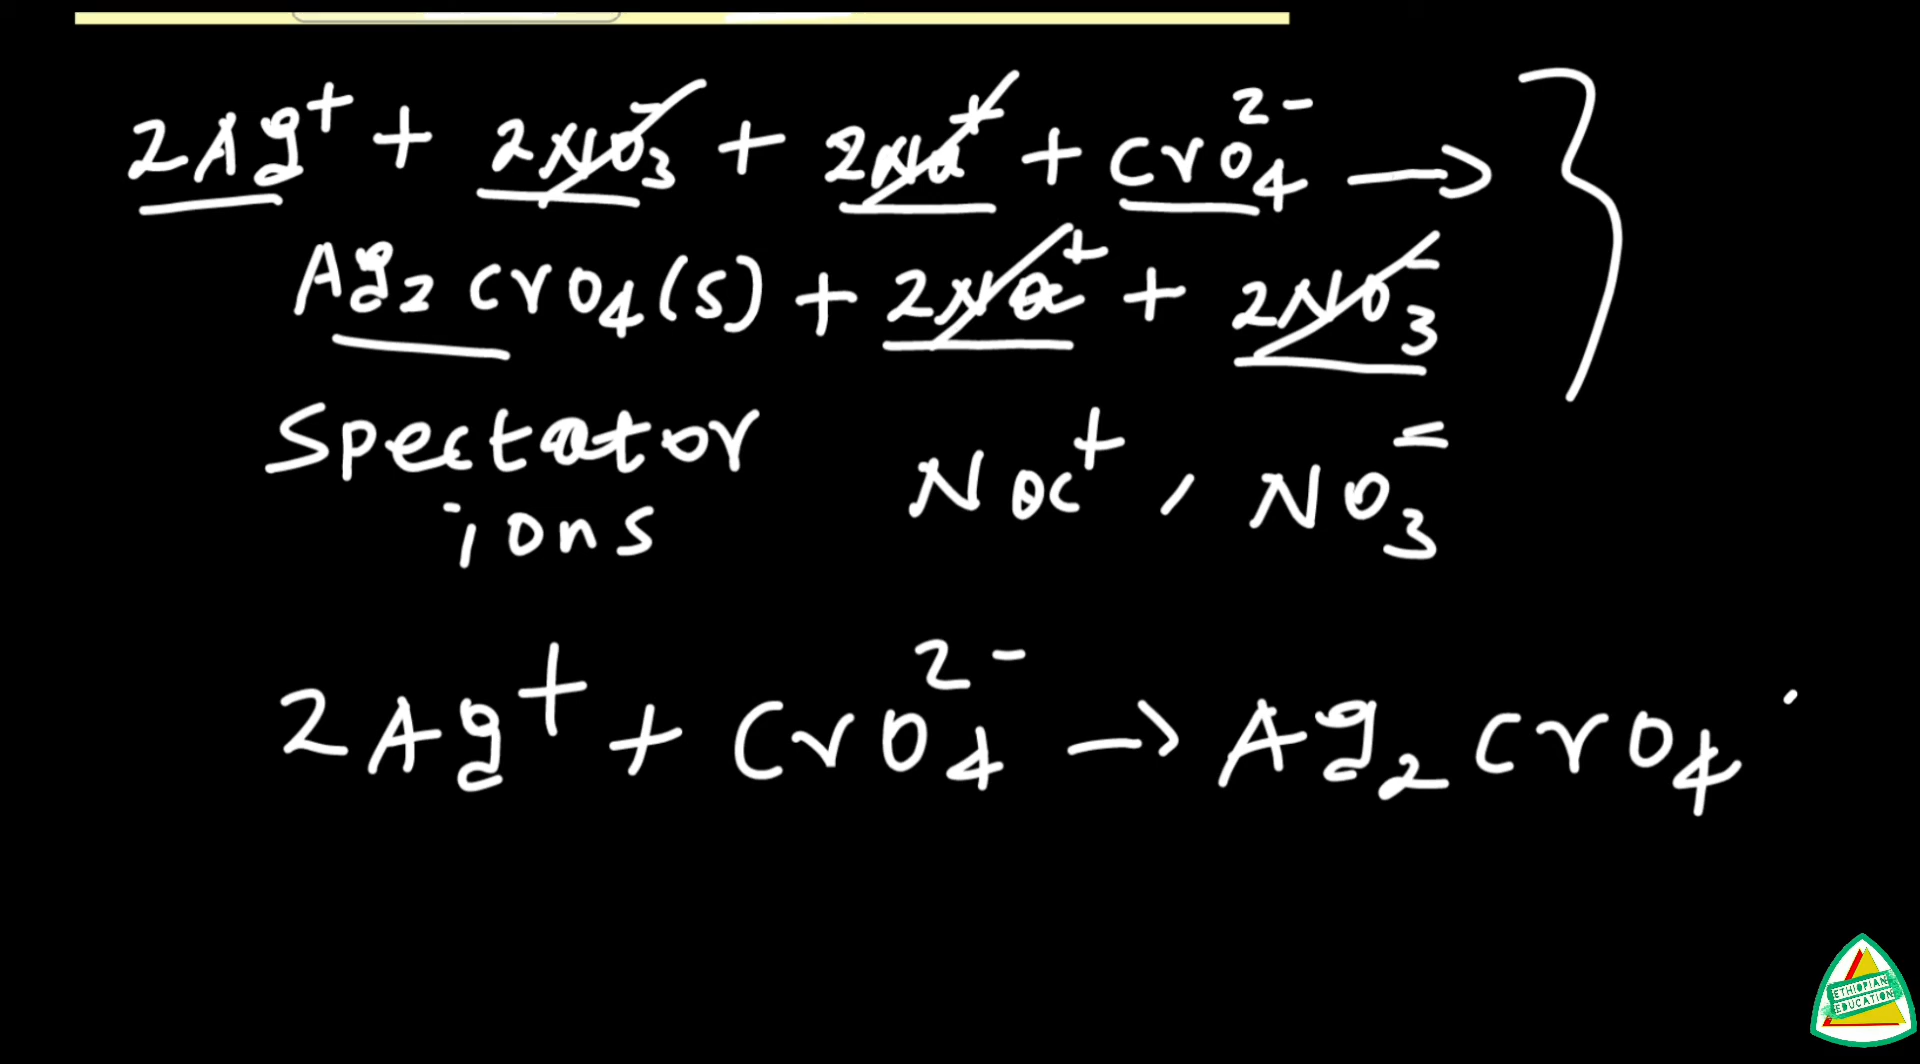 2Ag⁺ + 2NO₃⁻ + 2Na⁺ + CrO₄²⁻ →
Ag₂CrO₄(s) + 2Na⁺ + 2NO₃⁻
Spectator Na⁺, NO₃⁻
ions
2Ag⁺ + CrO₄²⁻ → Ag₂CrO₄
ETHIOPIAN
EDUCATION